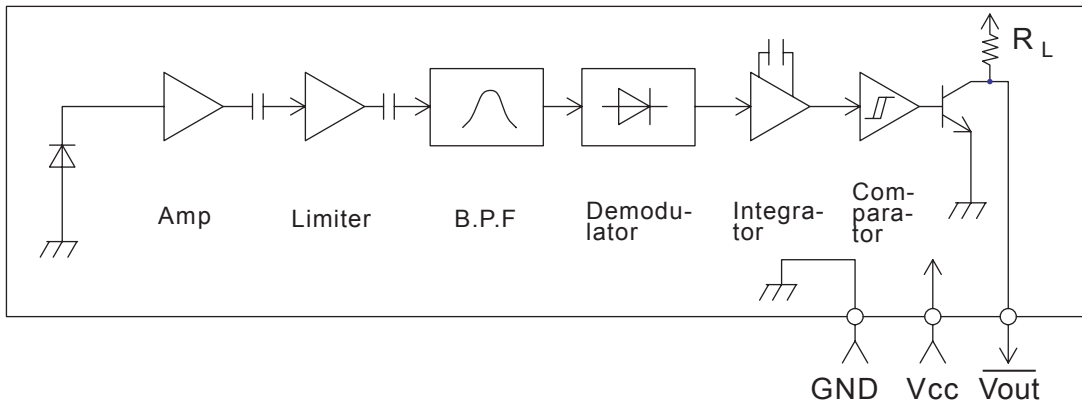 R L
Amp
Limiter
B.P.F
Demodu-
lator
Integra-
tor
Com-
para-
tor
GND
Vcc
Vout